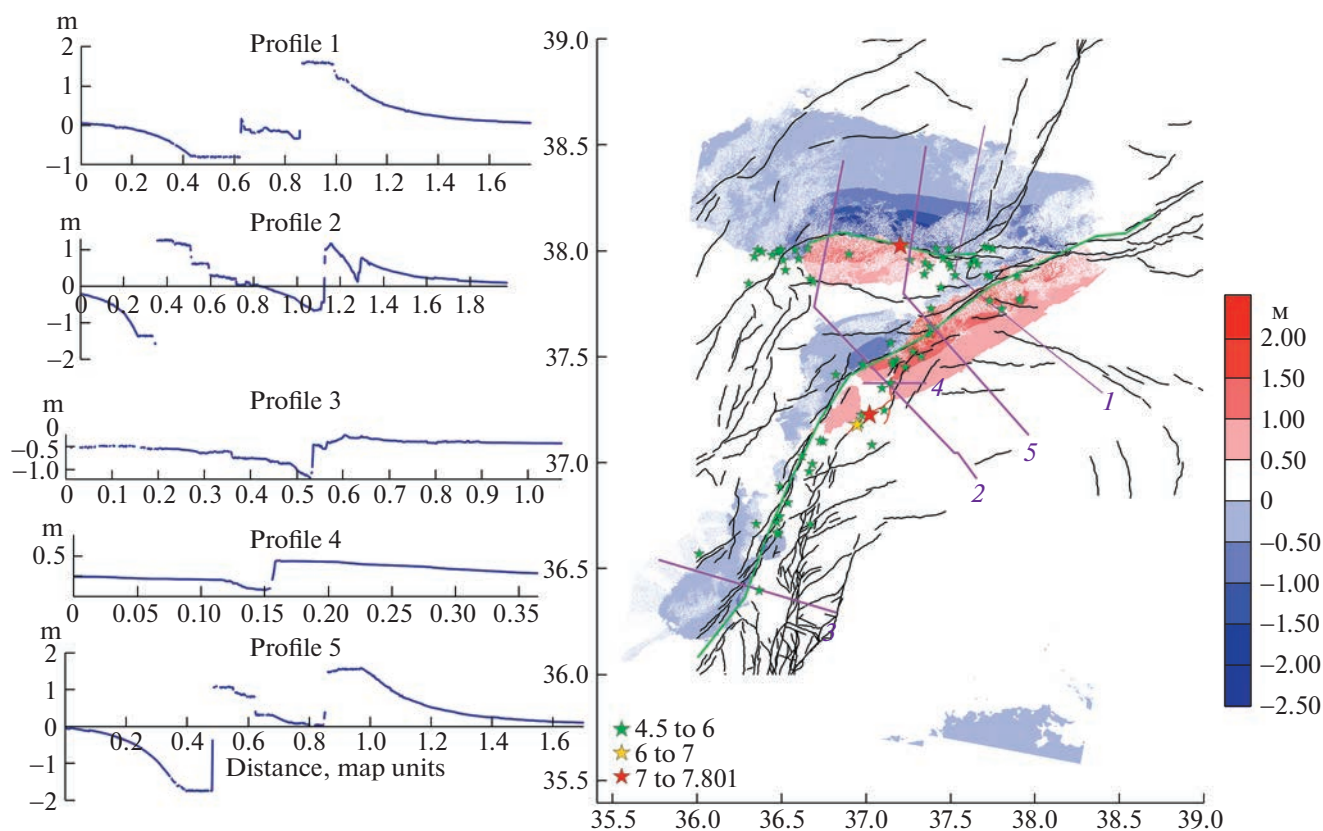 m
Profile 1
2
1
0
−1
0 0.2 0.4 0.6 0.8 1.0 1.2 1.4 1.6
m
Profile 2
1
0
0 0.2 0.4 0.6 0.8 1.0 1.2 1.4 1.6 1.8
−1
−2
m
Profile 3
0
−0.5
−1.0
0 0.1 0.2 0.3 0.4 0.5 0.6 0.7 0.8 0.9 1.0
m
Profile 4
0.5
0 0.05 0.10 0.15 0.20 0.25 0.30 0.35
m
Profile 5
2
1
0
0.2 0.4 0.6 0.8 1.0 1.2 1.4 1.6
−1
−2
Distance, map units
39.0
38.5
38.0
37.5
37.0
36.5
36.0
35.5
35.5 36.0 36.5 37.0 37.5 38.0 38.5 39.0
4
1
5
2
3
4.5 to 6
6 to 7
7 to 7.801
м
2.00
1.50
1.00
0.50
0
−0.50
−1.00
−1.50
−2.00
−2.50